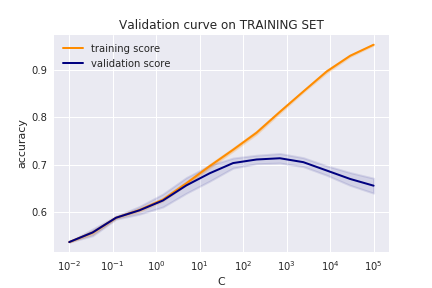 Validation curve on TRAINING SET
training score
validation score
accuracy
0.9
0.8
0.7
0.6
10⁻² 10⁻¹ 10⁰ 10¹ 10² 10³ 10⁴ 10⁵
C